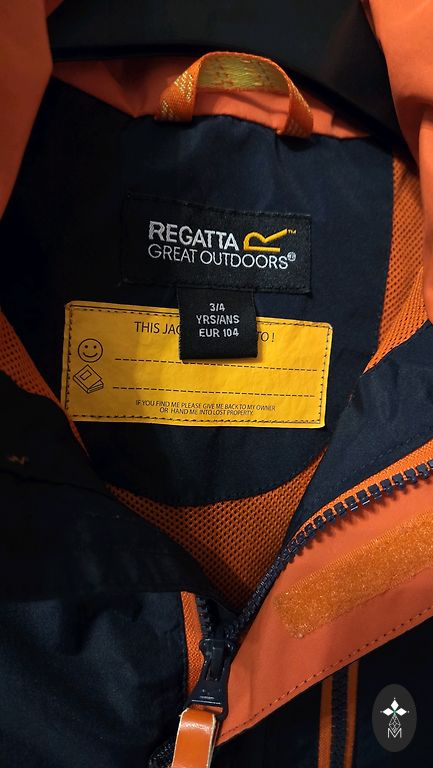 REGATTA R™
GREAT OUTDOORS®
3/4
YRS/ANS
EUR 104
THIS JAC TO !
IF YOU FIND ME PLEASE GIVE ME BACK TO MY OWNER
OR HAND ME INTO LOST PROPERTY.
M